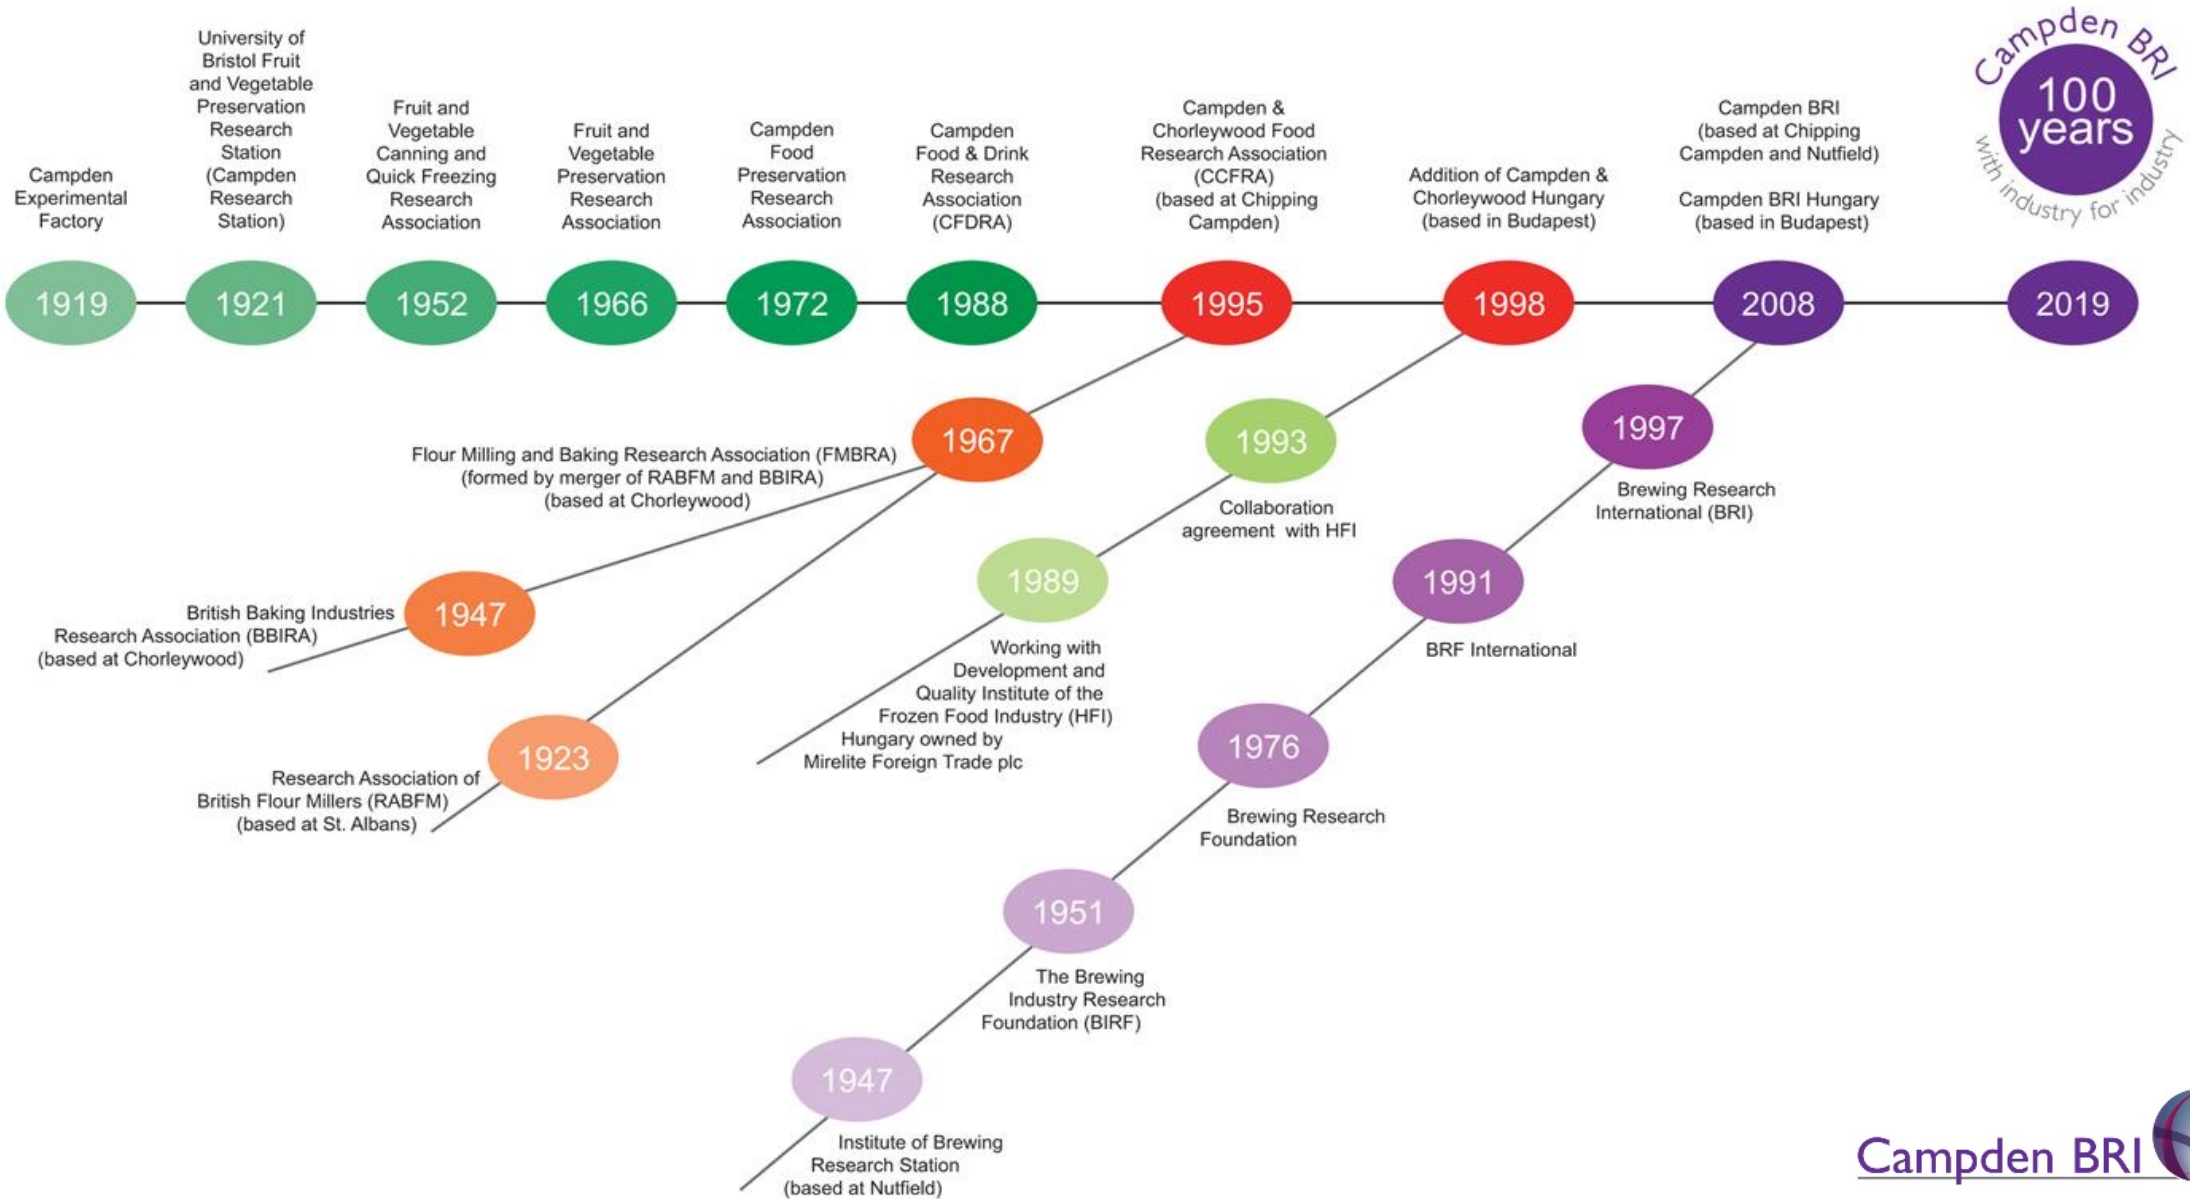 Campden
Experimental
Factory
University of
Bristol Fruit
and Vegetable
Preservation
Research
Station
(Campden
Research
Station)
Fruit and
Vegetable
Canning and
Quick Freezing
Research
Association
Fruit and
Vegetable
Preservation
Research
Association
Campden
Food
Preservation
Research
Association
Campden
Food & Drink
Research
Association
(CFDRA)
Campden &
Chorleywood Food
Research Association
(CCFRA)
(based at Chipping
Campden)
Addition of Campden &
Chorleywood Hungary
(based in Budapest)
Campden BRI
(based at Chipping
Campden and Nutfield)
Campden BRI Hungary
(based in Budapest)
Campden BRI
100
years
with industry for industry
1919
1921
1952
1966
1972
1988
1995
1998
2008
2019
1967
Flour Milling and Baking Research Association (FMBRA)
(formed by merger of RABFM and BBIRA)
(based at Chorleywood)
1947
British Baking Industries
Research Association (BBIRA)
(based at Chorleywood)
1923
Research Association of
British Flour Millers (RABFM)
(based at St. Albans)
1993
Collaboration
agreement with HFI
1989
Working with
Development and
Quality Institute of the
Frozen Food Industry (HFI)
Hungary owned by
Mirelite Foreign Trade plc
1997
Brewing Research
International (BRI)
1991
BRF International
1976
Brewing Research
Foundation
1951
The Brewing
Industry Research
Foundation (BIRF)
1947
Institute of Brewing
Research Station
(based at Nutfield)
Campden BRI